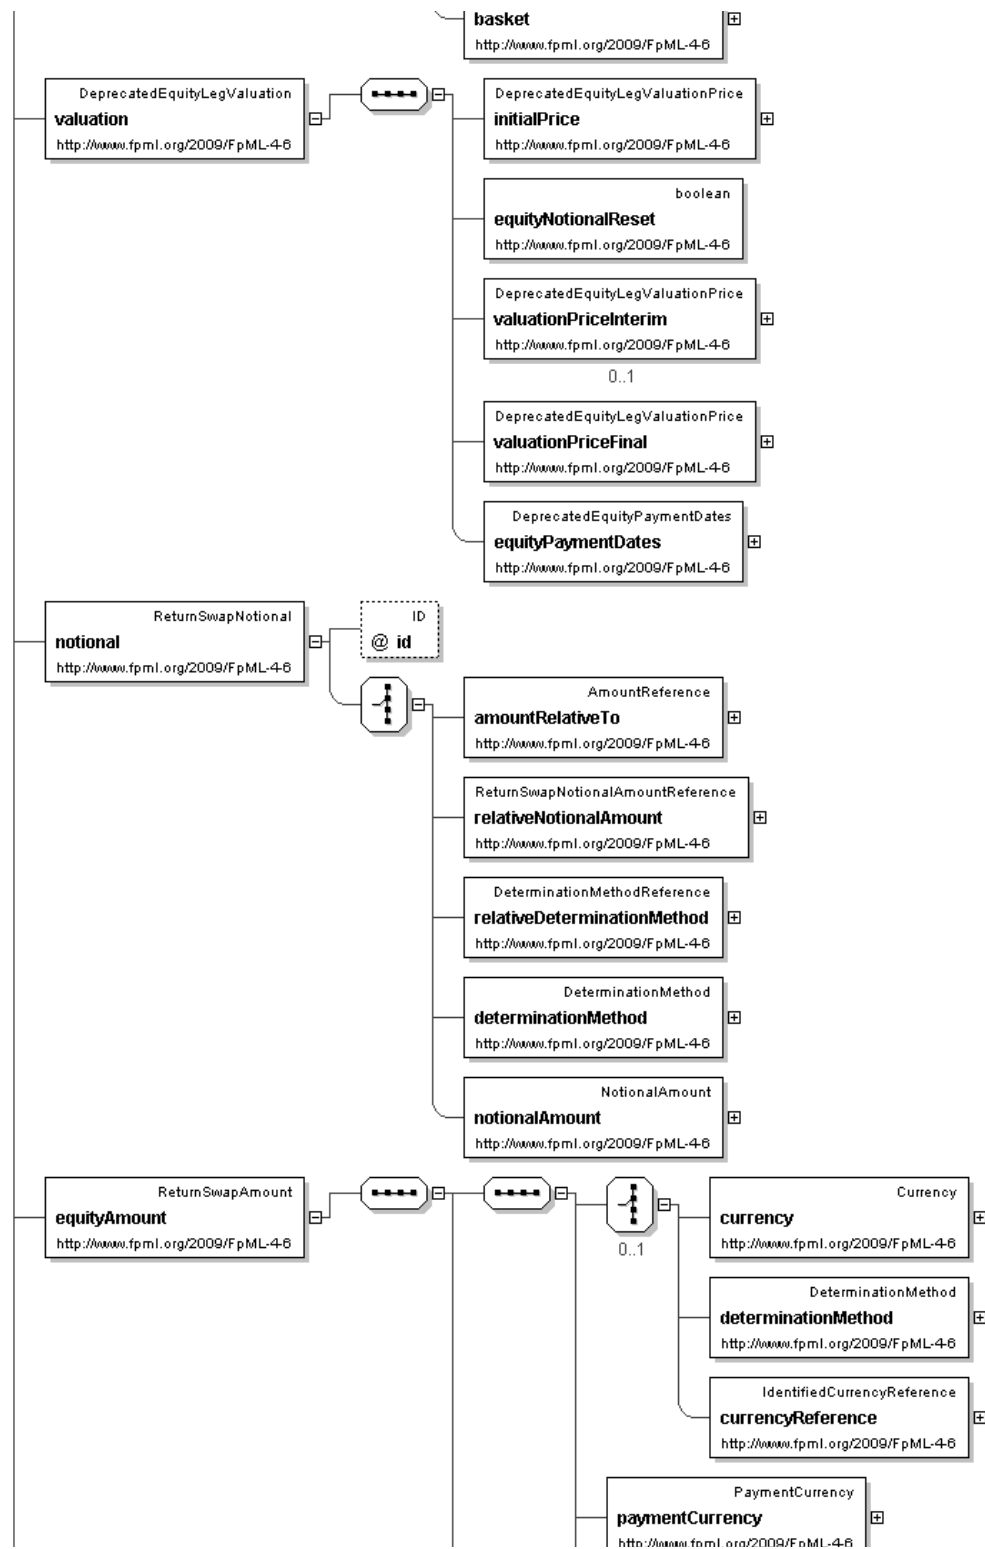 basket
http://www.fpml.org/2009/FpML-4-6
DeprecatedEquityLegValuation
valuation
http://www.fpml.org/2009/FpML-4-6
DeprecatedEquityLegValuationPrice
initialPrice
http://www.fpml.org/2009/FpML-4-6
boolean
equityNotionalReset
http://www.fpml.org/2009/FpML-4-6
DeprecatedEquityLegValuationPrice
valuationPriceInterim
http://www.fpml.org/2009/FpML-4-6
0..1
DeprecatedEquityLegValuationPrice
valuationPriceFinal
http://www.fpml.org/2009/FpML-4-6
DeprecatedEquityPaymentDates
equityPaymentDates
http://www.fpml.org/2009/FpML-4-6
ReturnSwapNotional
notional
http://www.fpml.org/2009/FpML-4-6
ID
@ id
AmountReference
amountRelativeTo
http://www.fpml.org/2009/FpML-4-6
ReturnSwapNotionalAmountReference
relativeNotionalAmount
http://www.fpml.org/2009/FpML-4-6
DeterminationMethodReference
relativeDeterminationMethod
http://www.fpml.org/2009/FpML-4-6
DeterminationMethod
determinationMethod
http://www.fpml.org/2009/FpML-4-6
NotionalAmount
notionalAmount
http://www.fpml.org/2009/FpML-4-6
ReturnSwapAmount
equityAmount
http://www.fpml.org/2009/FpML-4-6
0..1
Currency
currency
http://www.fpml.org/2009/FpML-4-6
DeterminationMethod
determinationMethod
http://www.fpml.org/2009/FpML-4-6
IdentifiedCurrencyReference
currencyReference
http://www.fpml.org/2009/FpML-4-6
PaymentCurrency
paymentCurrency
http://www.fpml.org/2009/FpML-4-6